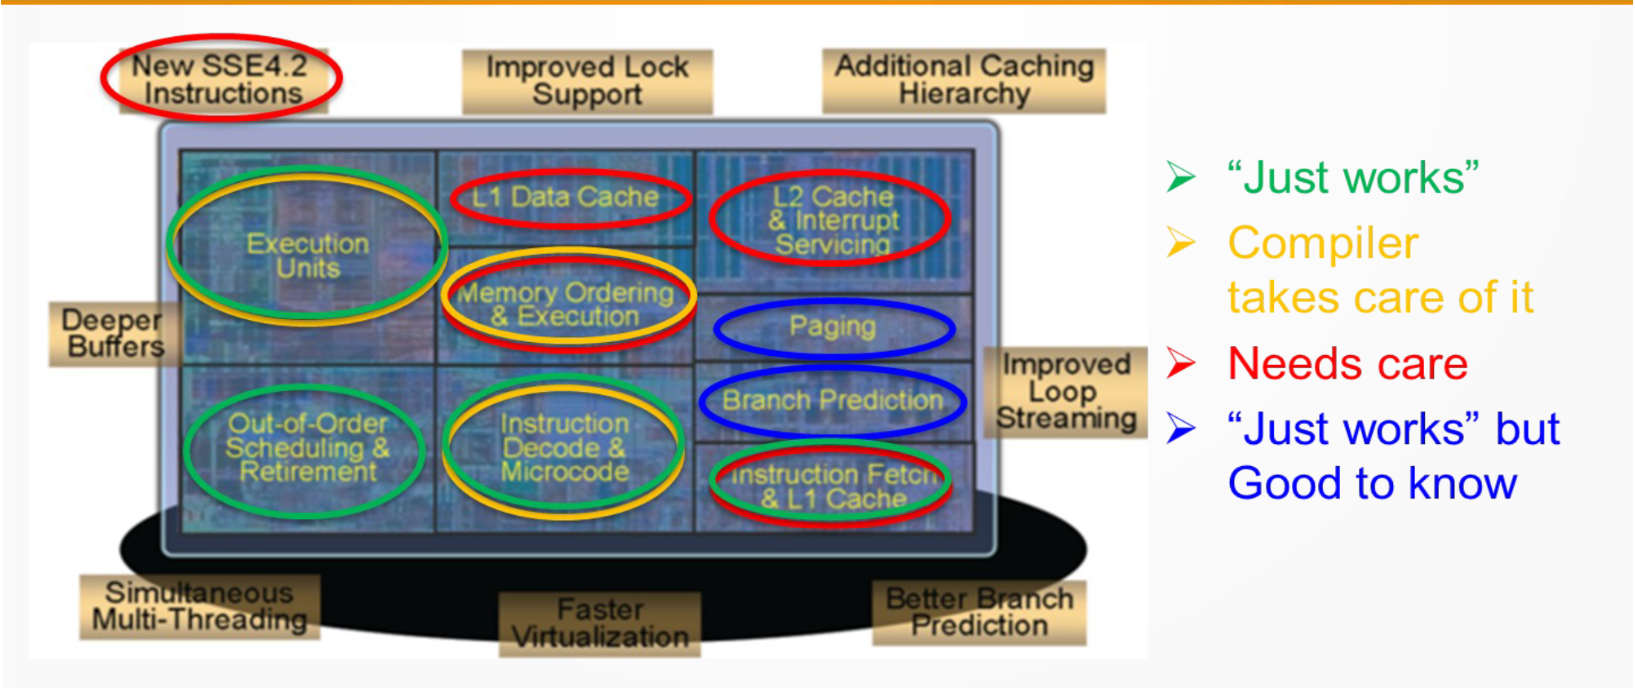 New SSE4.2
Instructions
Improved Lock
Support
Additional Caching
Hierarchy
Execution
Units
L1 Data Cache
L2 Cache
& Interrupt
Servicing
Memory Ordering
& Execution
Paging
Deeper
Buffers
Branch Prediction
Improved
Loop
Streaming
Out-of-Order
Scheduling &
Retirement
Instruction
Decode &
Microcode
Instruction Fetch
& L1 Cache
Simultaneous
Multi-Threading
Faster
Virtualization
Better Branch
Prediction
➢ “Just works”
➢ Compiler
takes care of it
➢ Needs care
➢ “Just works” but
Good to know